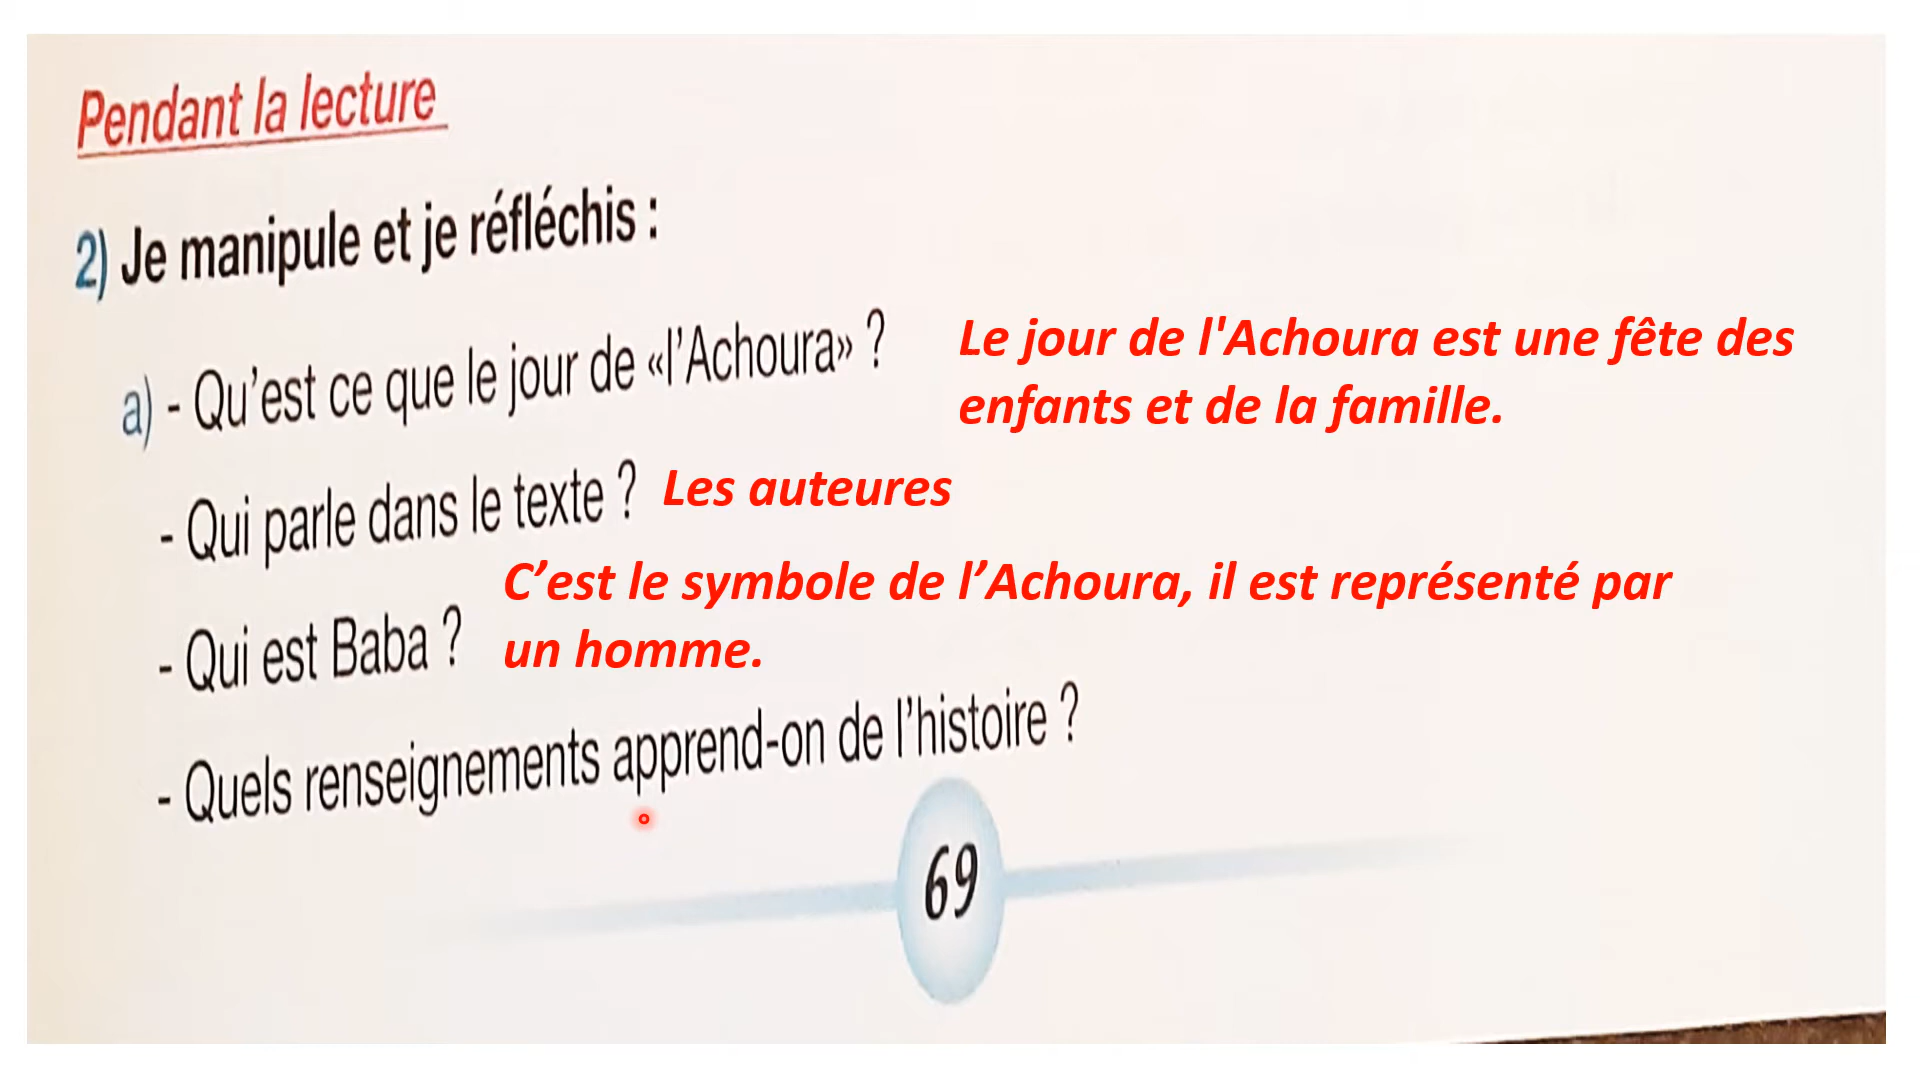 Pendant la lecture
2) Je manipule et je réfléchis :
a) - Qu'est ce que le jour de «l'Achoura» ?
Le jour de l'Achoura est une fête des
enfants et de la famille.
- Qui parle dans le texte ?
Les auteures
- Qui est Baba ?
C’est le symbole de l’Achoura, il est représenté par
un homme.
- Quels renseignements apprend-on de l'histoire ?
69